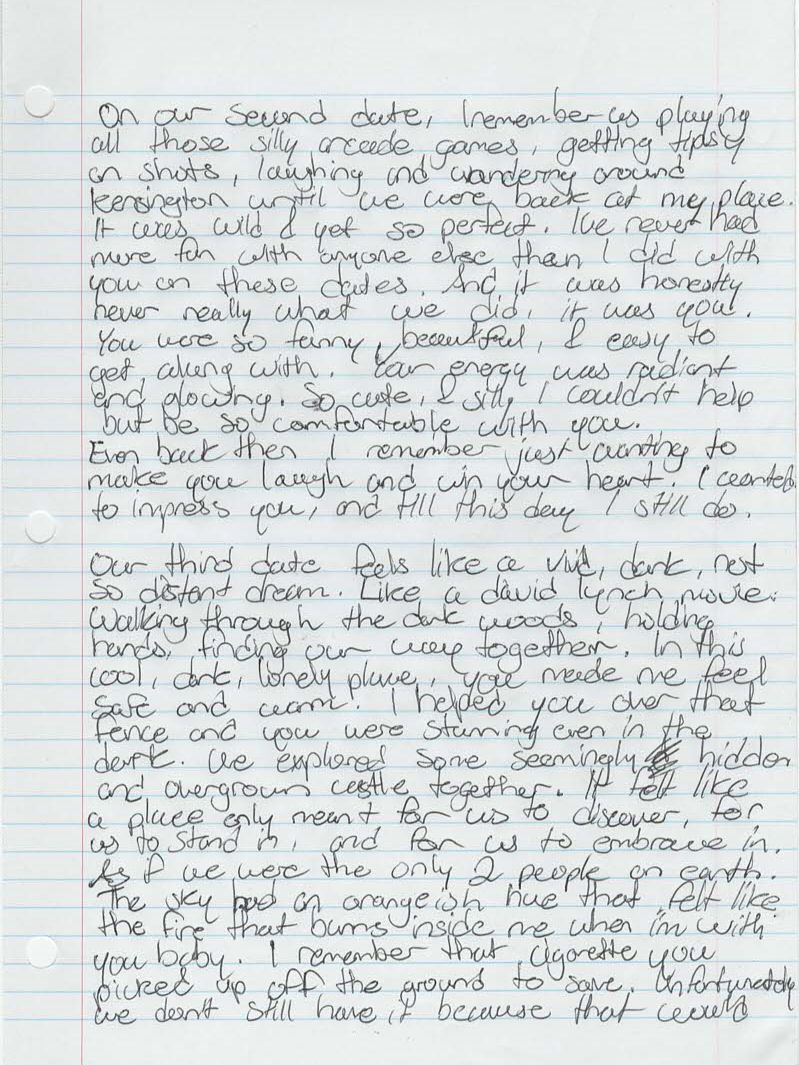 On our second date, I remember us playing
all those silly arcade games, getting tipsy
on shots, laughing and wandering around
kensington until we were back at my place.
It was wild & yet so perfect. I've never had
more fun with anyone else than I did with
you on these dates. And it was honestly
never really what we did, it was you.
You were so funny, beautiful, & easy to
get along with. Your energy was radiant
and glowing. So cute, & silly I couldn't help
but be so comfortable with you.
Even back then I remember just wanting to
make you laugh and win your heart. I wanted
to impress you, and till this day I still do.
Our third date feels like a vivid, dark, not
so distant dream. Like a david lynch movie.
Walking through the dark woods, holding
hands, finding our way together. In this
cool, dark, lonely place, you made me feel
safe and warm. I helped you over that
fence and you were stunning even in the
dark. We explored some seemingly hidden
and overgrown castle together. It felt like
a place only meant for us to discover, for
us to stand in, and for us to embrace in.
As if we were the only 2 people on earth.
The sky had an orangeish hue that felt like
the fire that burns inside me when i'm with
you baby. I remember that cigarette you
picked up off the ground to save. Unfortunately
we don't still have it because that would